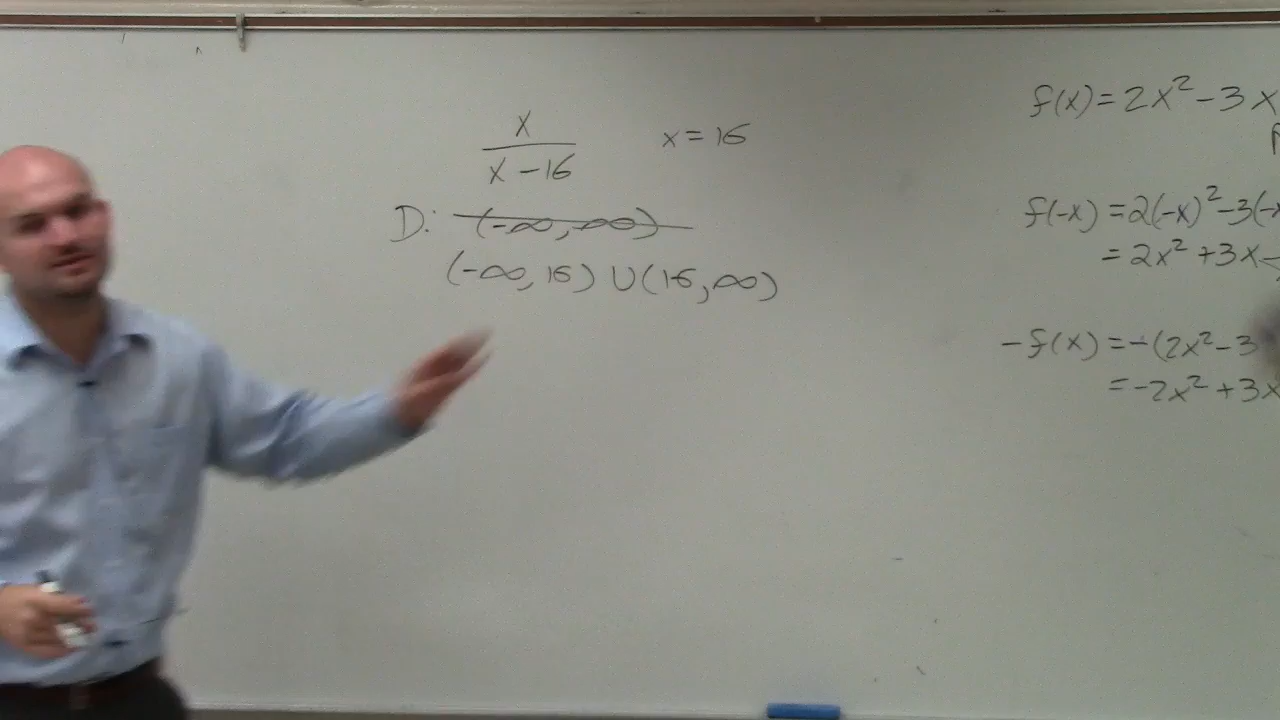 x
x - 16
x = 16
D: (-∞, ∞)
(-∞, 16) ∪ (16, ∞)
f(x) = 2x² - 3x
f(-x) = 2(-x)² - 3(-x
= 2x² + 3x -
-f(x) = -(2x² - 3
= -2x² + 3x